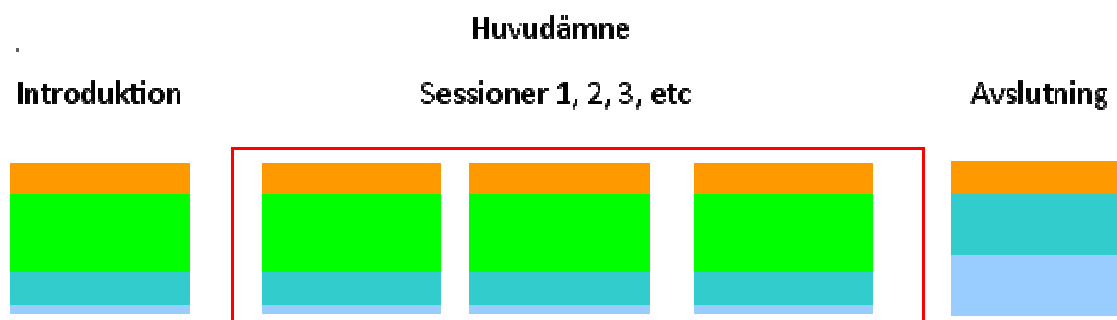 Huvudämne
Introduktion Sessioner 1, 2, 3, etc Avslutning